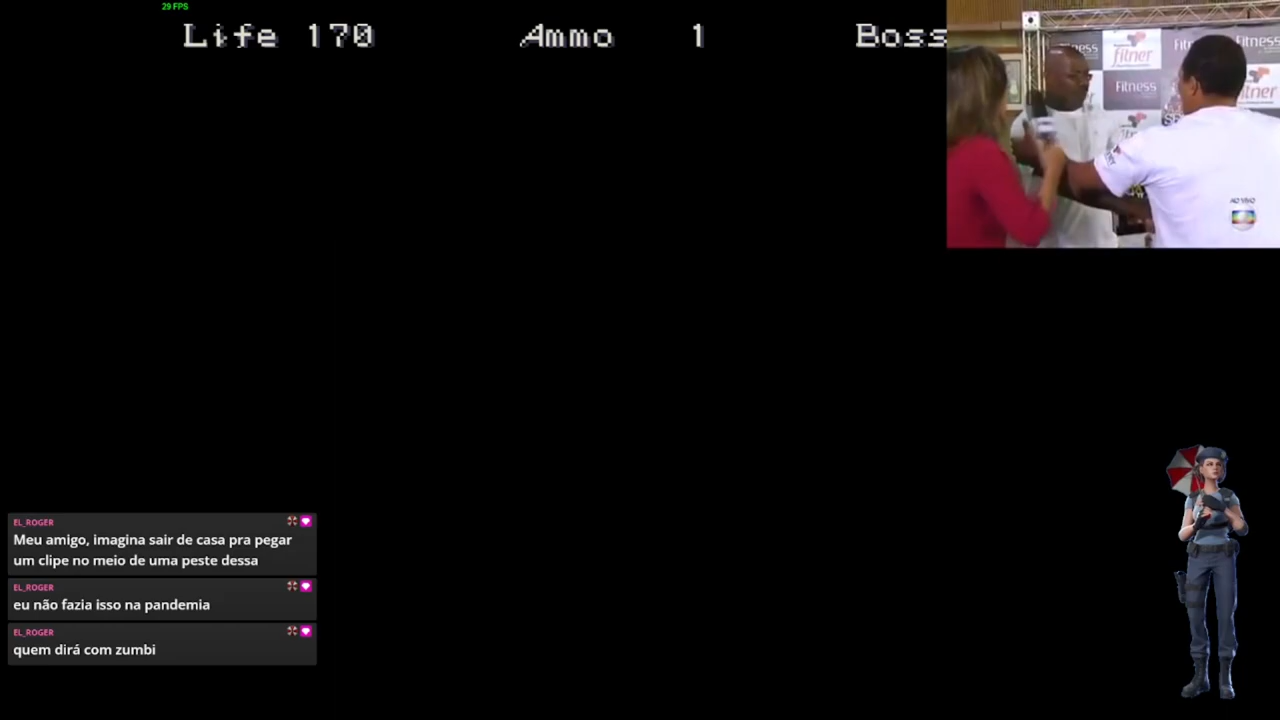 29 FPS
Life 170 Ammo 1 Boss
Fitness
fitner
Fitness
Fitness
AO VIVO
EL_ROGER
Meu amigo, imagina sair de casa pra pegar
um clipe no meio de uma peste dessa
EL_ROGER
eu não fazia isso na pandemia
EL_ROGER
quem dirá com zumbi